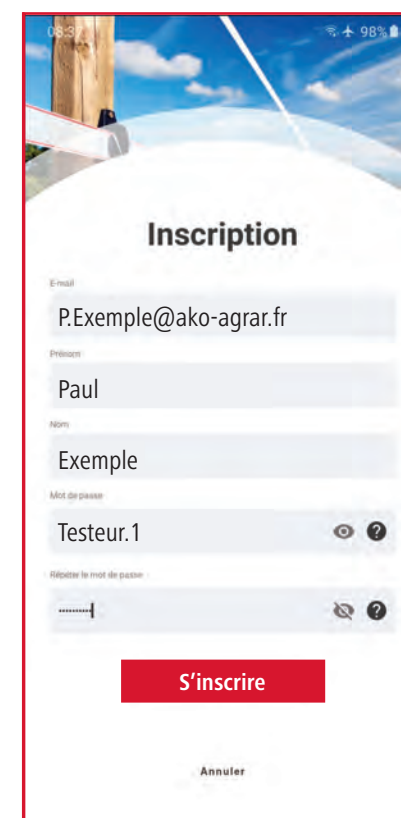 08:37 98%
Inscription
E-mail
P.Exemple@ako-agrar.fr
Prénom
Paul
Nom
Exemple
Mot de passe
Testeur.1
Répéter le mot de passe
S’inscrire
Annuler